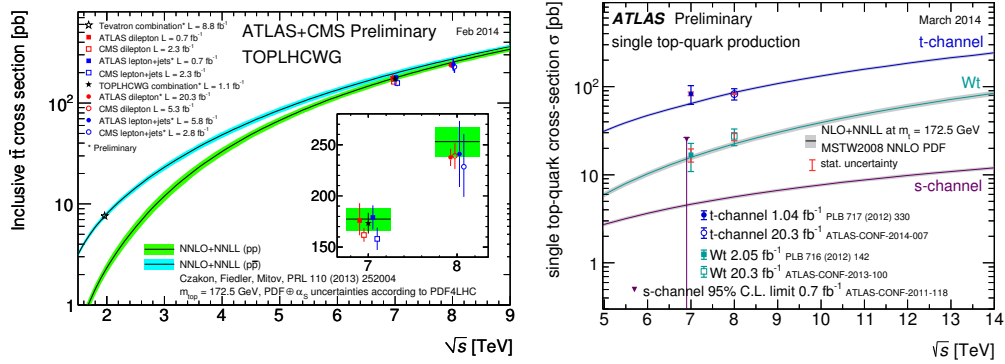 Inclusive tt̄ cross section [pb]
10²
10
1
Tevatron combination* L = 8.8 fb⁻¹
ATLAS dilepton L = 0.7 fb⁻¹
CMS dilepton L = 2.3 fb⁻¹
ATLAS lepton+jets* L = 0.7 fb⁻¹
CMS lepton+jets L = 2.3 fb⁻¹
TOPLHCWG combination* L = 1.1 fb⁻¹
ATLAS dilepton* L = 20.3 fb⁻¹
CMS dilepton L = 5.3 fb⁻¹
ATLAS lepton+jets* L = 5.8 fb⁻¹
CMS lepton+jets* L = 2.8 fb⁻¹
* Preliminary
ATLAS+CMS Preliminary
Feb 2014
TOPLHCWG
250
200
150
7 8
NNLO+NNLL (pp)
NNLO+NNLL (pp̄)
Czakon, Fiedler, Mitov, PRL 110 (2013) 252004
m_top = 172.5 GeV, PDF⊕α_S uncertainties according to PDF4LHC
2 3 4 5 6 7 8 9
√s [TeV]
single top-quark cross-section σ [pb]
10²
10
1
ATLAS Preliminary
March 2014
single top-quark production
t-channel
Wt
NLO+NNLL at m_t = 172.5 GeV
MSTW2008 NNLO PDF
stat. uncertainty
s-channel
t-channel 1.04 fb⁻¹ PLB 717 (2012) 330
t-channel 20.3 fb⁻¹ ATLAS-CONF-2014-007
Wt 2.05 fb⁻¹ PLB 716 (2012) 142
Wt 20.3 fb⁻¹ ATLAS-CONF-2013-100
s-channel 95% C.L. limit 0.7 fb⁻¹ ATLAS-CONF-2011-118
5 6 7 8 9 10 11 12 13 14
√s [TeV]